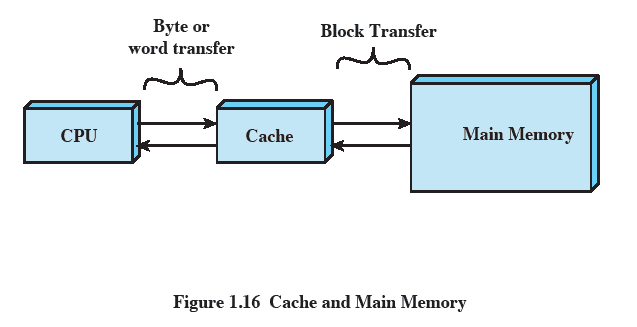 Byte or
word transfer
Block Transfer
CPU
Cache
Main Memory
Figure 1.16 Cache and Main Memory